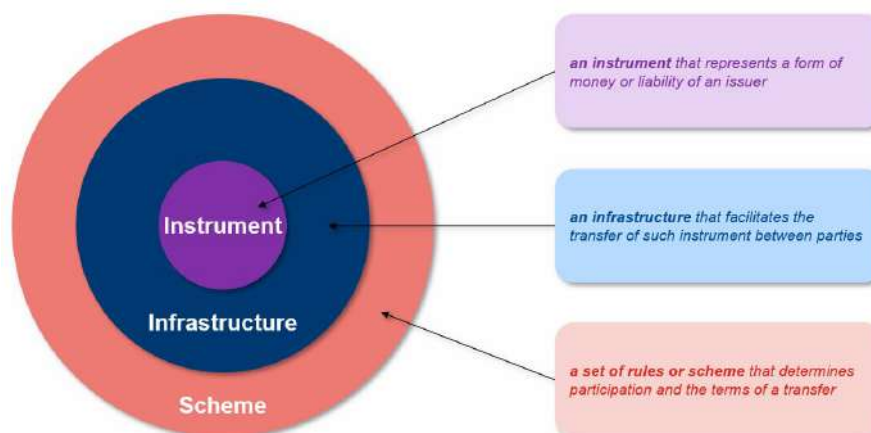 Instrument
Infrastructure
Scheme
an instrument that represents a form of
money or liability of an issuer
an infrastructure that facilitates the
transfer of such instrument between parties
a set of rules or scheme that determines
participation and the terms of a transfer